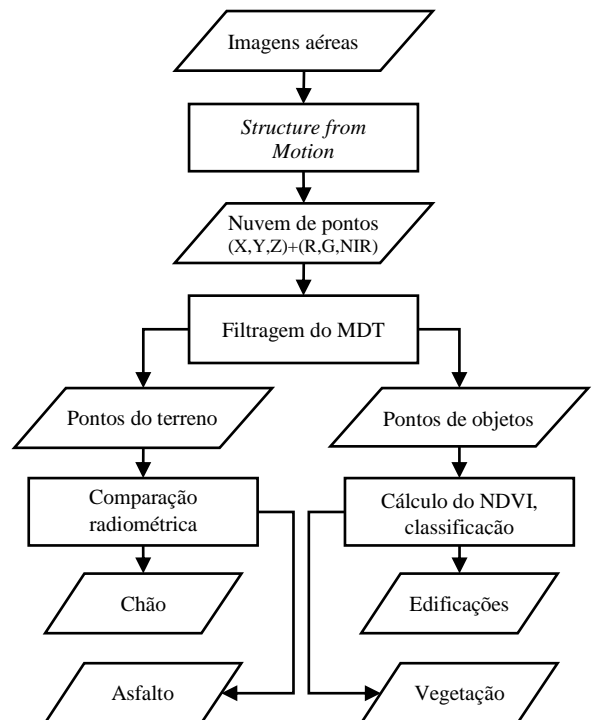 Imagens aéreas
Structure from
Motion
Nuvem de pontos
(X,Y,Z)+(R,G,NIR)
Filtragem do MDT
Pontos do terreno
Pontos de objetos
Comparação
radiométrica
Cálculo do NDVI,
classificação
Chão
Edificações
Asfalto
Vegetação